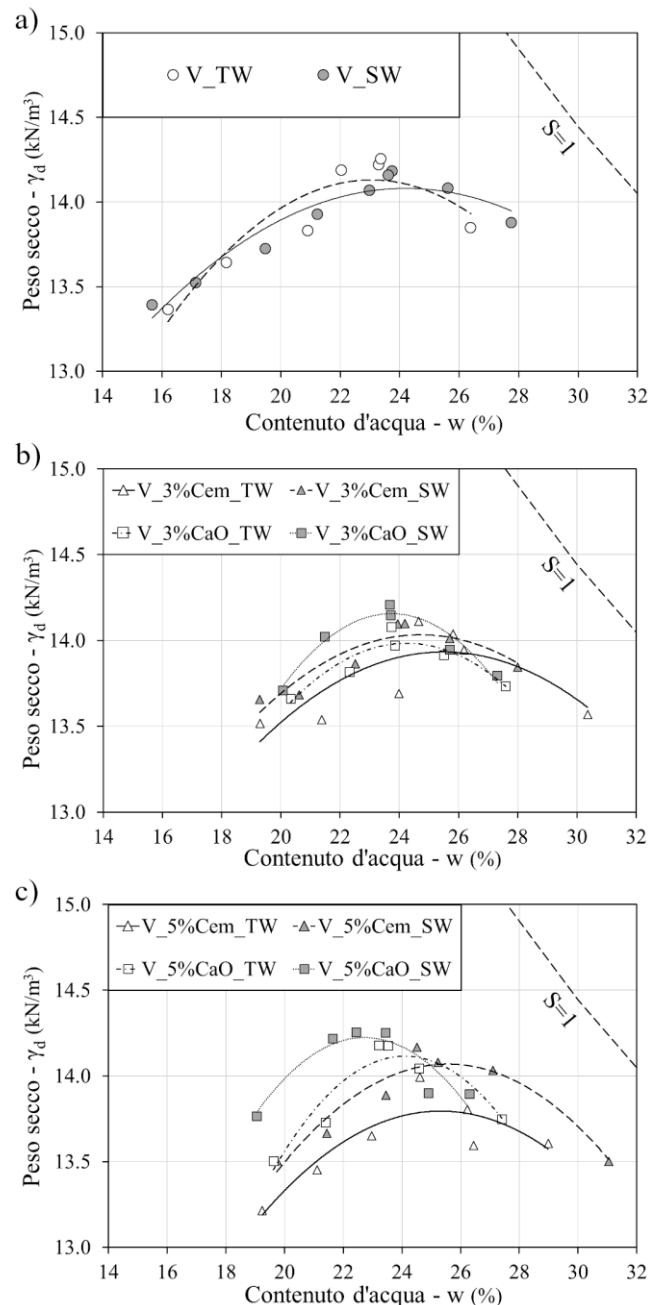 a)
15.0
14.5
14.0
13.5
13.0
Peso secco - γd (kN/m³)
V_TW V_SW
S=1
14 16 18 20 22 24 26 28 30 32
Contenuto d'acqua - w (%)
b)
15.0
14.5
14.0
13.5
13.0
Peso secco - γd (kN/m³)
V_3%Cem_TW V_3%Cem_SW
V_3%CaO_TW V_3%CaO_SW
S=1
14 16 18 20 22 24 26 28 30 32
Contenuto d'acqua - w (%)
c)
15.0
14.5
14.0
13.5
13.0
Peso secco - γd (kN/m³)
V_5%Cem_TW V_5%Cem_SW
V_5%CaO_TW V_5%CaO_SW
S=1
14 16 18 20 22 24 26 28 30 32
Contenuto d'acqua - w (%)